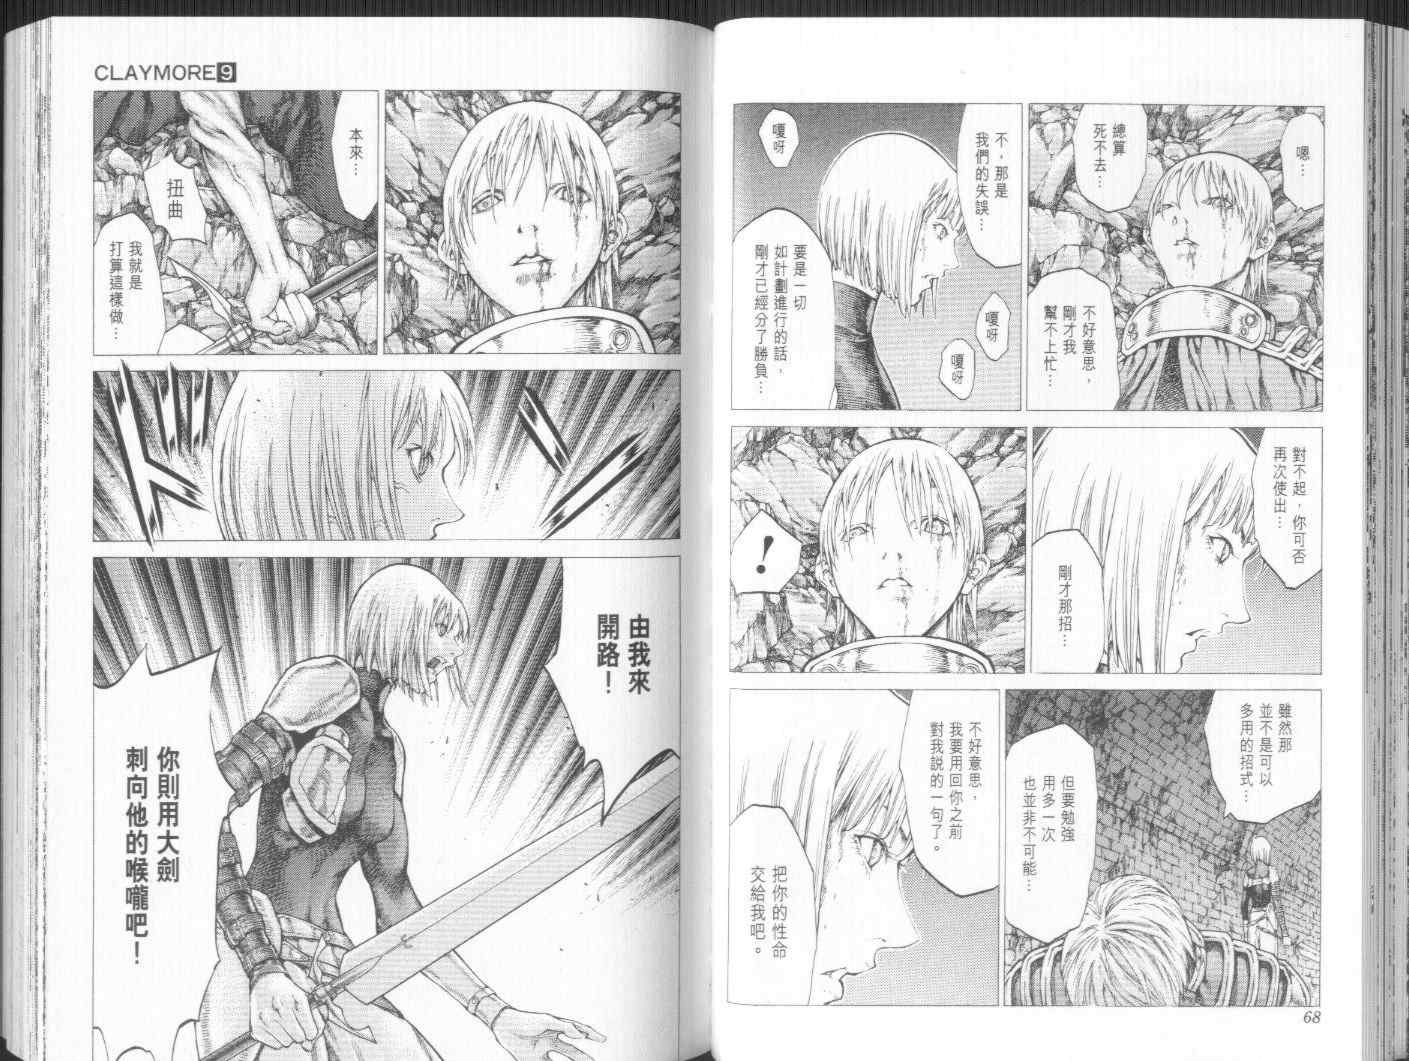 嗯…
總算
死不去…
不好意思，
剛才我
幫不上忙…
不，那是
我們的失誤…
嗄呀
嗄呀
嗄呀
要是一切
如計劃進行的話，
剛才已經分了勝負…
對不起，你可否
再次使出…
剛才那招…
！
雖然那
並不是可以
多用的招式…
但要勉強
用多一次
也並非不可能…
不好意思，
我要用回你之前
對我說的一句了。
把你的性命
交給我吧。
68
CLAYMORE9
本來…
扭曲
我就是
打算這樣做…
由我來
開路！
你則用大劍
刺向他的喉嚨吧！